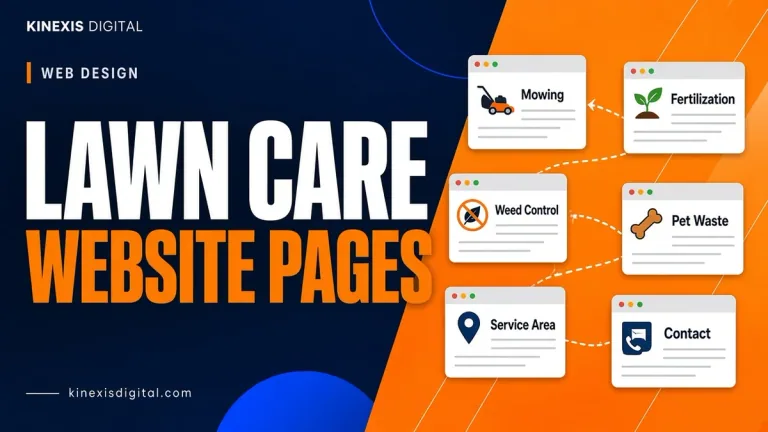 KINEXIS DIGITAL
WEB DESIGN
LAWN CARE
WEBSITE PAGES
kinexisdigital.com
Mowing
Fertilization
Weed Control
Pet Waste
Service Area
Contact